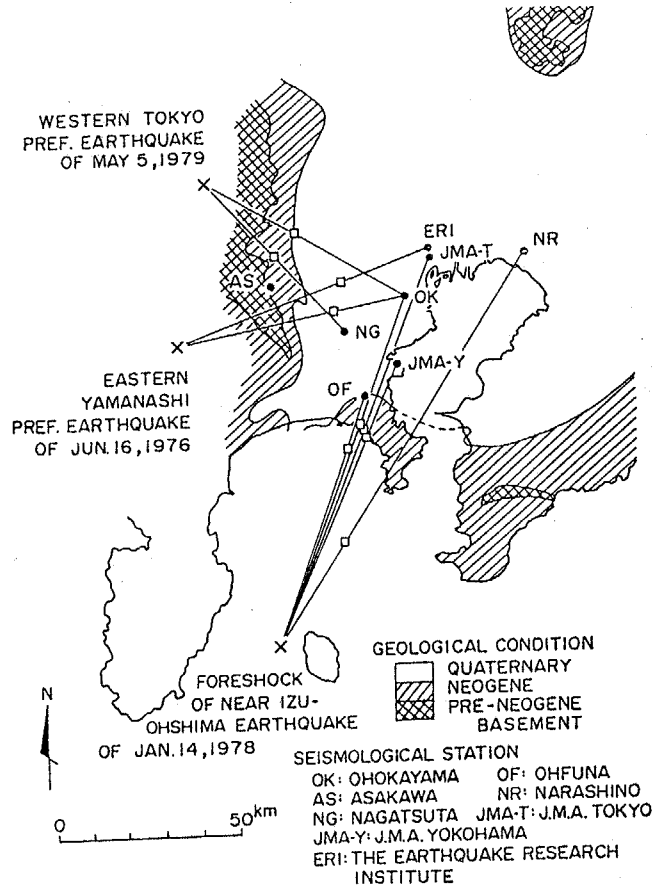 WESTERN TOKYO
PREF. EARTHQUAKE
OF MAY 5,1979
ERI
JMA-T
NR
AS
OK
NG
JMA-Y
OF
EASTERN
YAMANASHI
PREF. EARTHQUAKE
OF JUN.16,1976
FORESHOCK
OF NEAR IZU-
OHSHIMA EARTHQUAKE
OF JAN.14,1978
N
0 50km
GEOLOGICAL CONDITION
QUATERNARY
NEOGENE
PRE-NEOGENE
BASEMENT
SEISMOLOGICAL STATION
OK: OHOKAYAMA OF: OHFUNA
AS: ASAKAWA NR: NARASHINO
NG: NAGATSUTA JMA-T: J.M.A. TOKYO
JMA-Y: J.M.A. YOKOHAMA
ERI: THE EARTHQUAKE RESEARCH
INSTITUTE